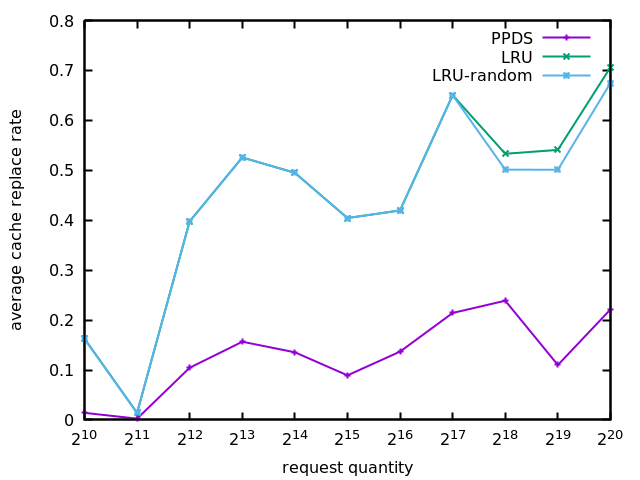 average cache replace rate
0.8
0.7
0.6
0.5
0.4
0.3
0.2
0.1
0
PPDS
LRU
LRU-random
2^10 2^11 2^12 2^13 2^14 2^15 2^16 2^17 2^18 2^19 2^20
request quantity